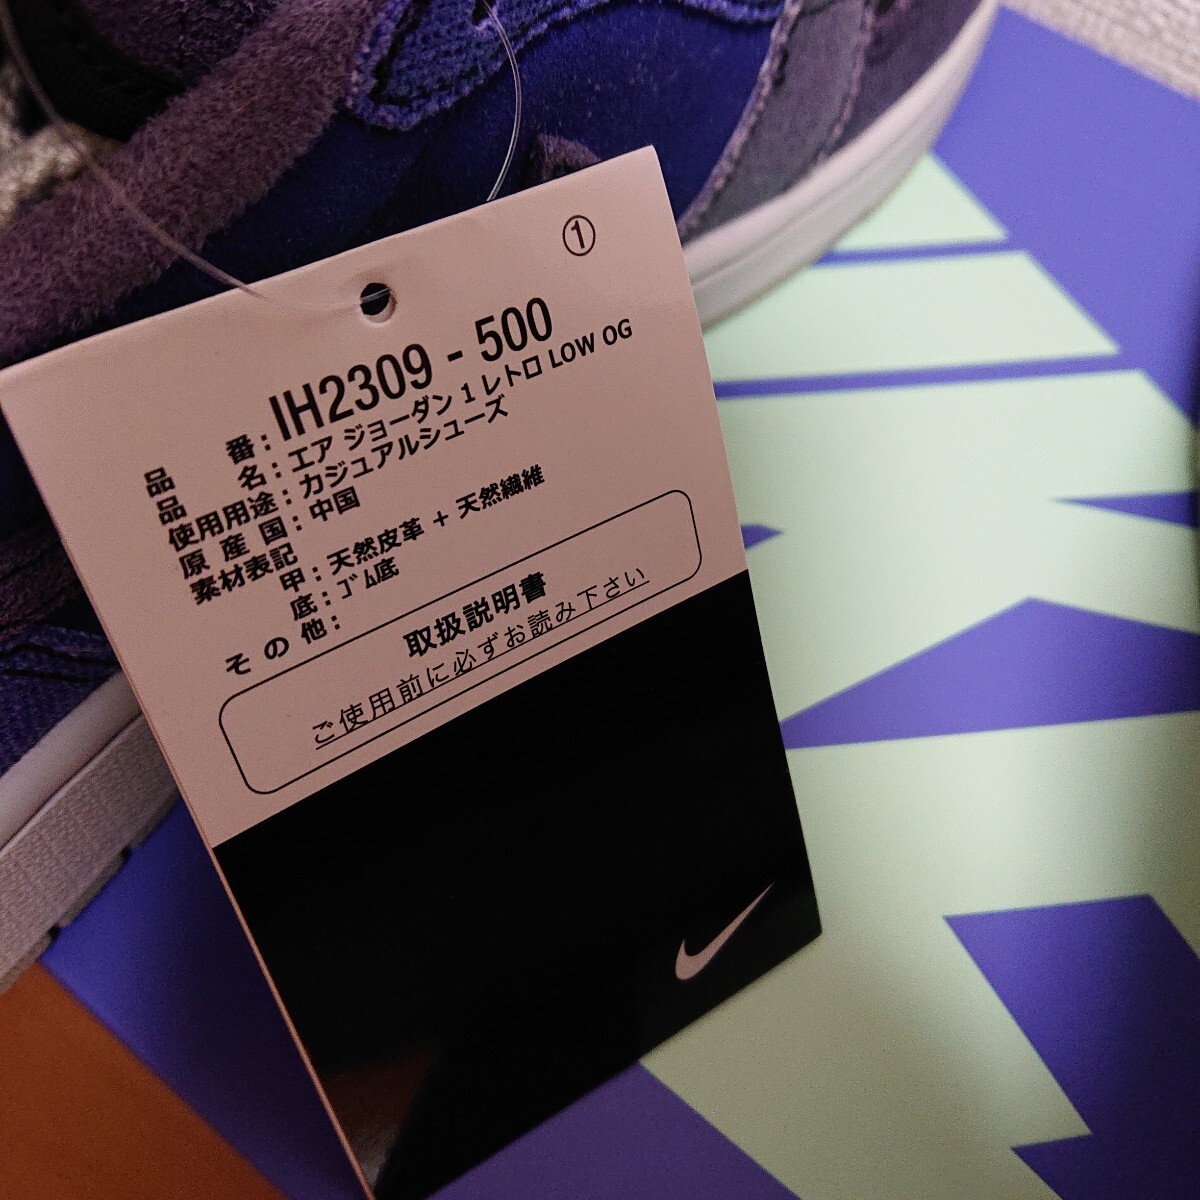 ①
品番：IH2309 - 500
品名：エア ジョーダン 1 レトロ LOW OG
使用用途：カジュアルシューズ
原産国：中国
素材表記
甲：天然皮革 + 天然繊維
底：ｺﾞﾑ底
その他：
取扱説明書
ご使用前に必ずお読み下さい